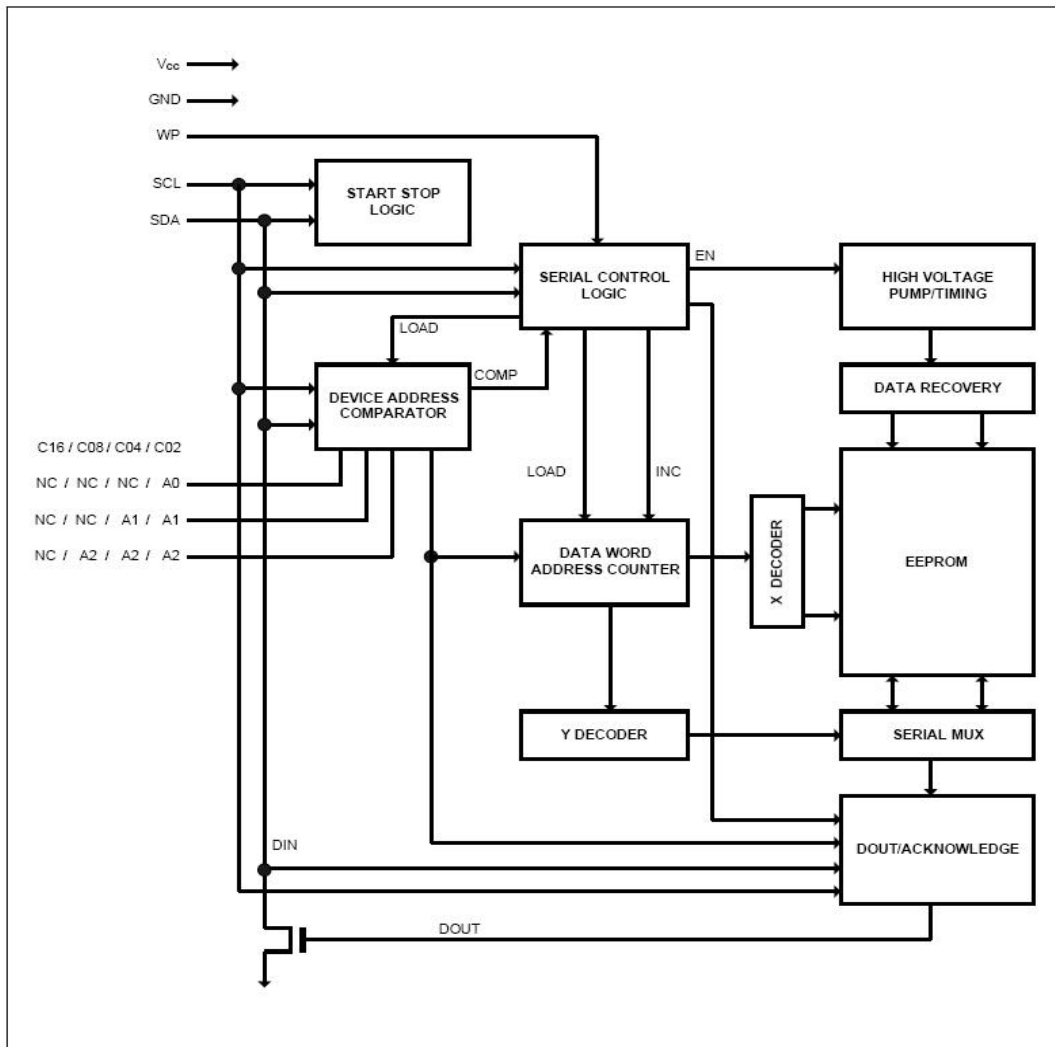 Vcc
GND
WP
SCL
SDA
START STOP
LOGIC
SERIAL CONTROL
LOGIC
EN
HIGH VOLTAGE
PUMP/TIMING
LOAD
COMP
DEVICE ADDRESS
COMPARATOR
DATA RECOVERY
C16 / C08 / C04 / C02
NC / NC / NC / A0
NC / NC / A1 / A1
NC / A2 / A2 / A2
LOAD
INC
DATA WORD
ADDRESS COUNTER
X DECODER
EEPROM
Y DECODER
SERIAL MUX
DIN
DOUT/ACKNOWLEDGE
DOUT